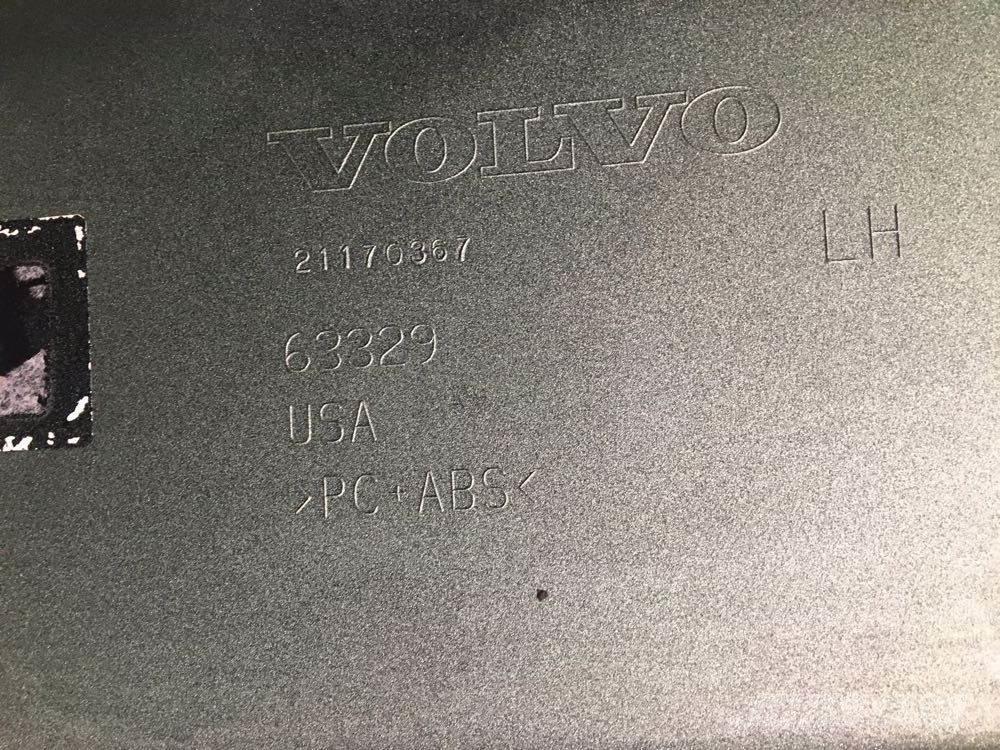 VOLVO
21170367
LH
63329
USA
>PC+ABS<